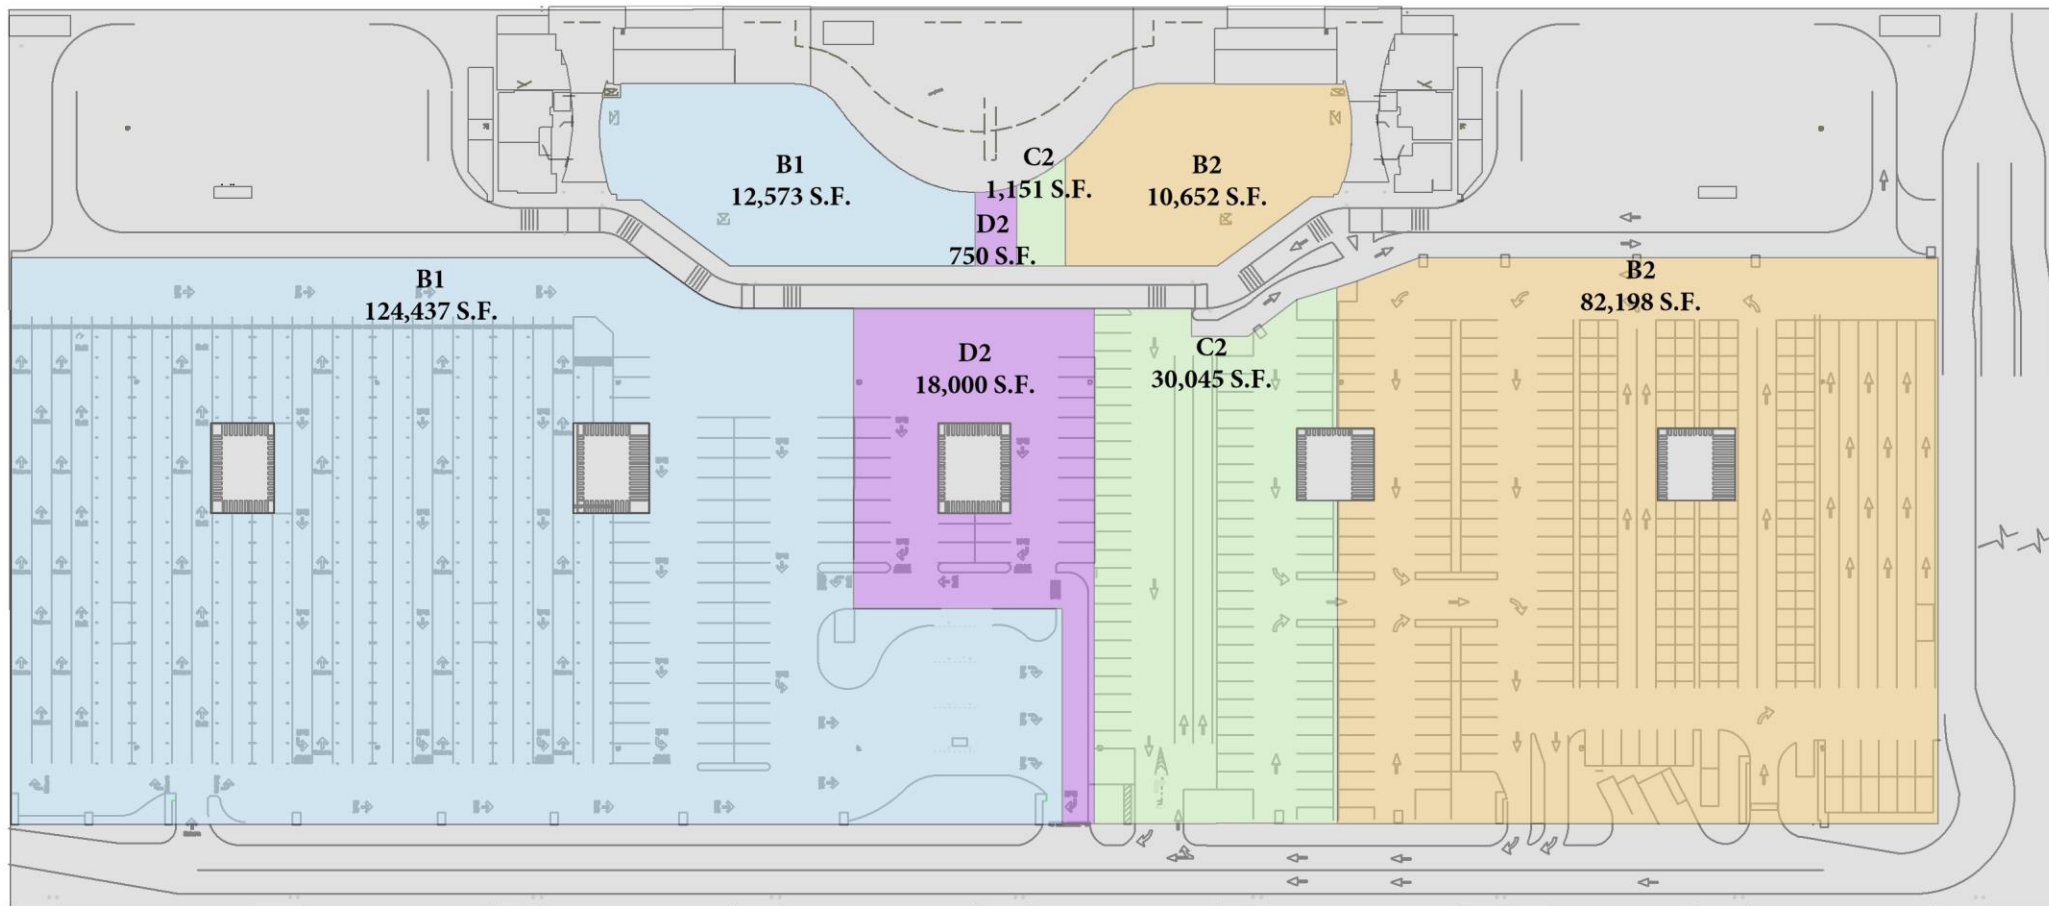 B1
12,573 S.F.
C2
1,151 S.F.
B2
10,652 S.F.
D2
750 S.F.
B1
124,437 S.F.
B2
82,198 S.F.
D2
18,000 S.F.
C2
30,045 S.F.